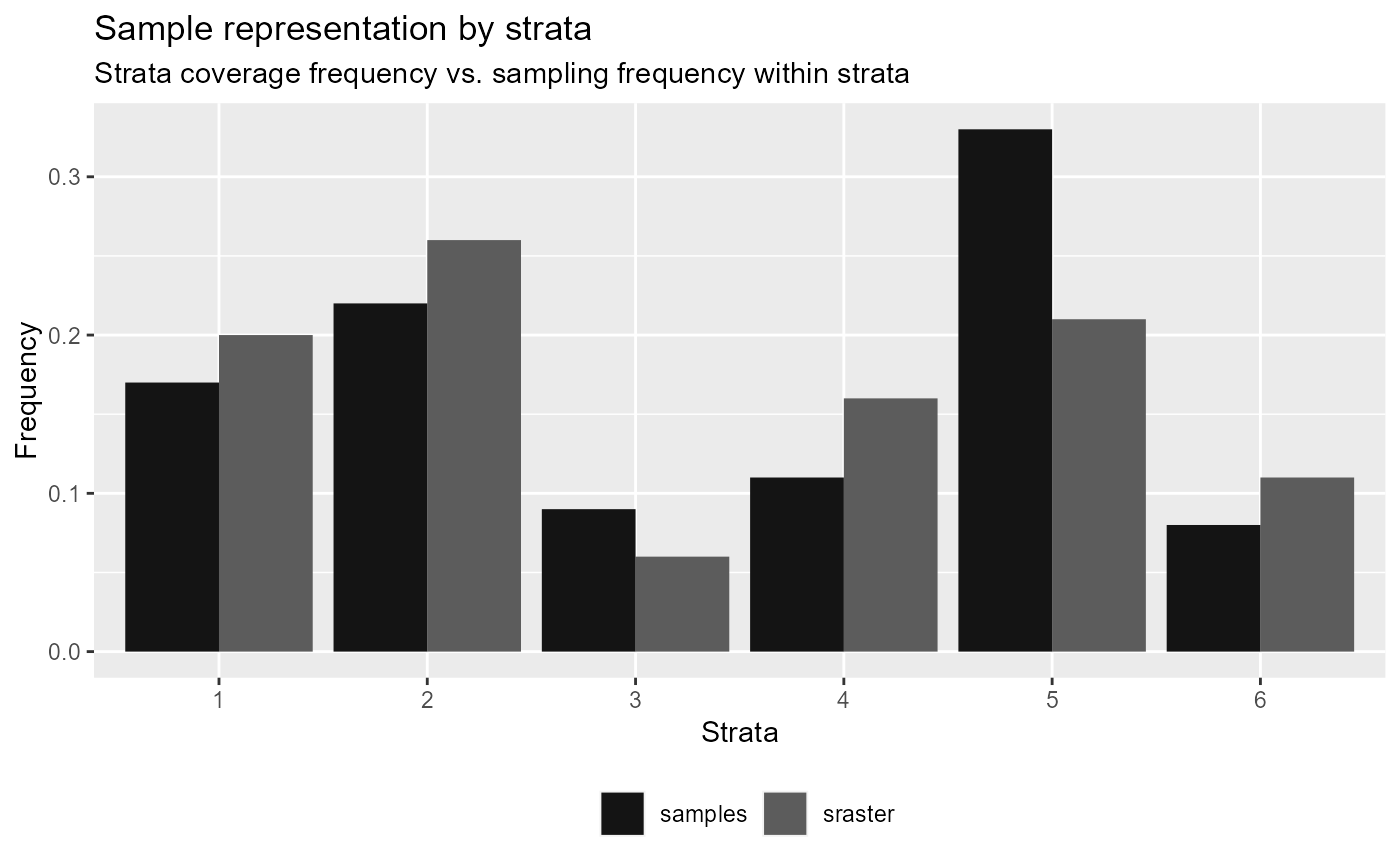 Sample representation by strata
Strata coverage frequency vs. sampling frequency within strata
Frequency
0.3
0.2
0.1
0.0
1 2 3 4 5 6
Strata
samples sraster